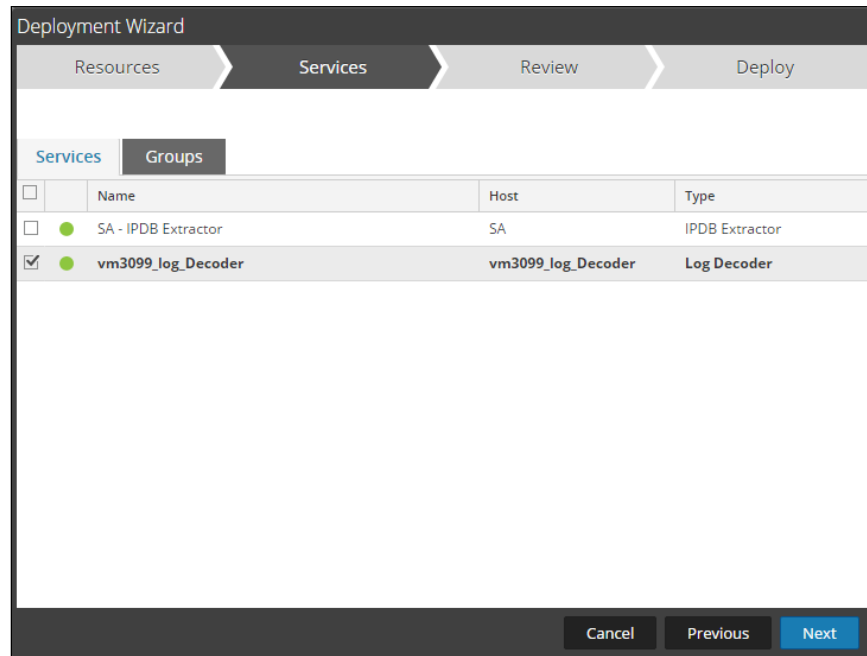 Deployment Wizard
Resources Services Review Deploy
Services Groups
Name Host Type
SA - IPDB Extractor SA IPDB Extractor
vm3099_log_Decoder vm3099_log_Decoder Log Decoder
Cancel Previous Next